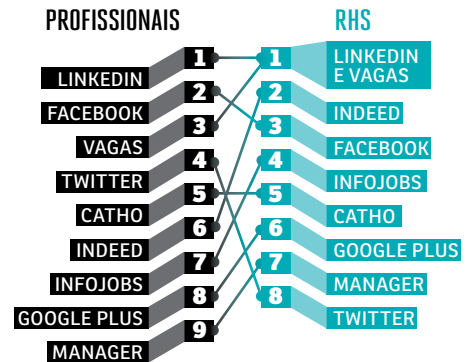 PROFISSIONAIS
1
LINKEDIN
2
FACEBOOK
3
VAGAS
4
TWITTER
5
CATHO
6
INDEED
7
INFOJOBS
8
GOOGLE PLUS
9
MANAGER
RHS
1
LINKEDIN
E VAGAS
2
INDEED
3
FACEBOOK
4
INFOJOBS
5
CATHO
6
GOOGLE PLUS
7
MANAGER
8
TWITTER